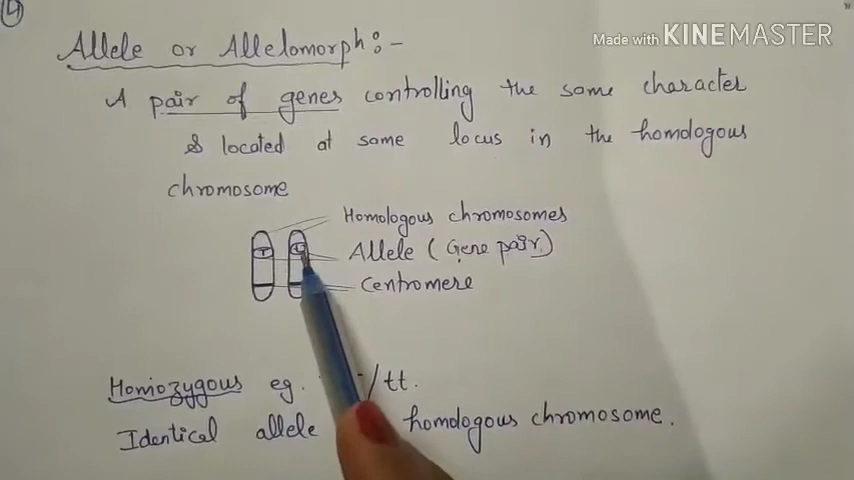 4
Made with KINEMASTER
Allele or Allelomorph:-
A pair of genes controlling the same character
& located at same locus in the homologous
chromosome
Homologous chromosomes
T t Allele (Gene pair)
Centromere
Homozygous eg. /tt.
Identical allele homologous chromosome.